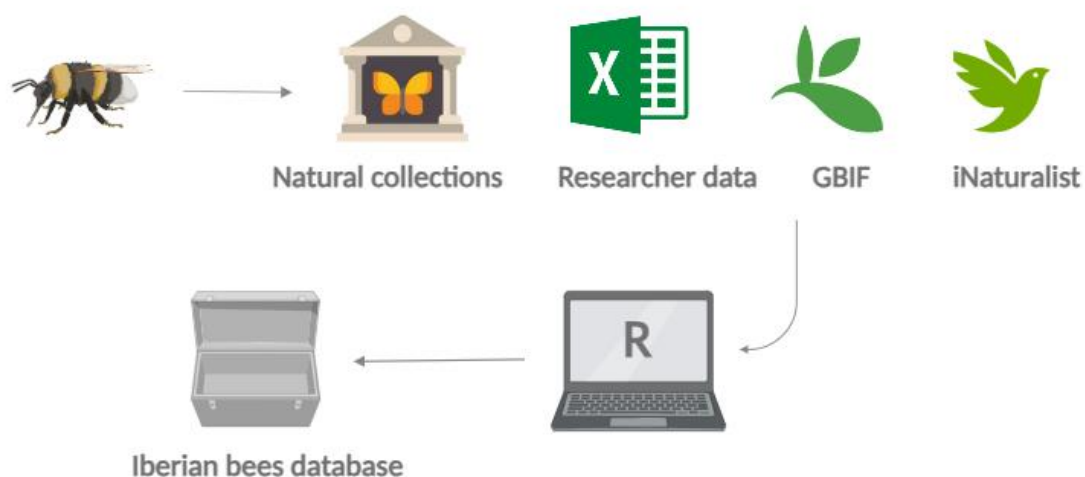 X
Natural collections
Researcher data
GBIF
iNaturalist
R
Iberian bees database